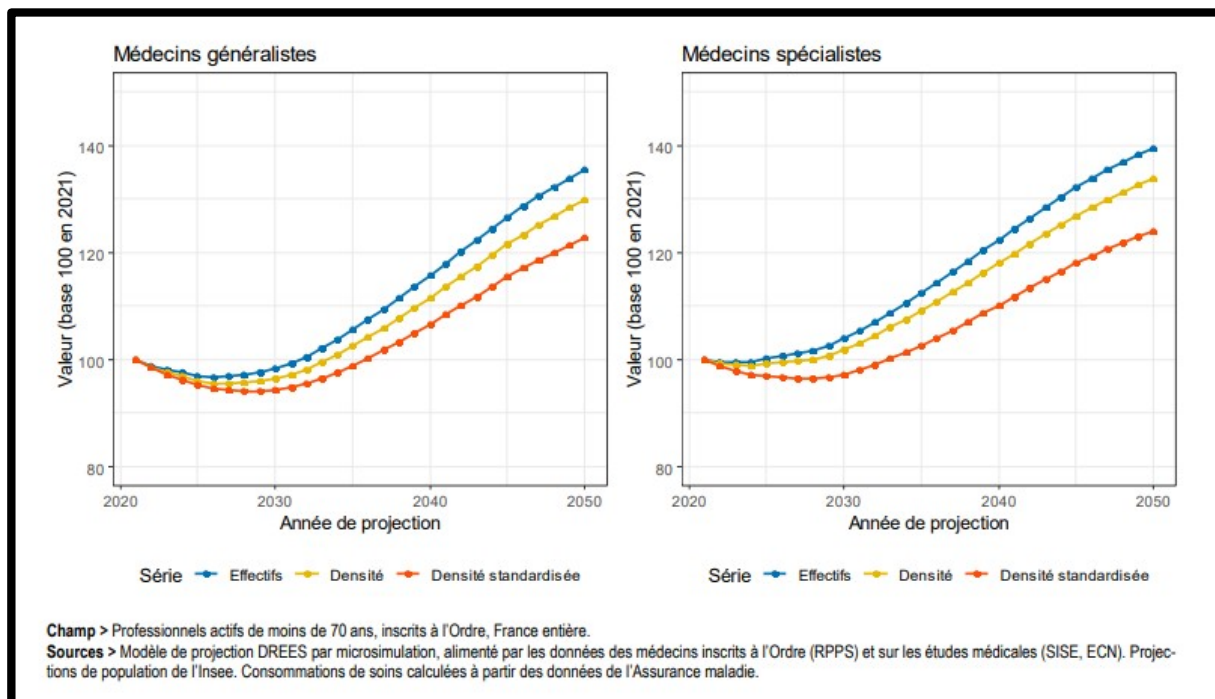 Médecins généralistes
Valeur (base 100 en 2021)
140
120
100
80
2020
2030
2040
2050
Année de projection
Série Effectifs Densité Densité standardisée
Médecins spécialistes
Valeur (base 100 en 2021)
140
120
100
80
2020
2030
2040
2050
Année de projection
Série Effectifs Densité Densité standardisée
Champ > Professionnels actifs de moins de 70 ans, inscrits à l'Ordre, France entière.
Sources > Modèle de projection DREES par microsimulation, alimenté par les données des médecins inscrits à l'Ordre (RPPS) et sur les études médicales (SISE, ECN). Projec-
tions de population de l'Insee. Consommations de soins calculées à partir des données de l'Assurance maladie.